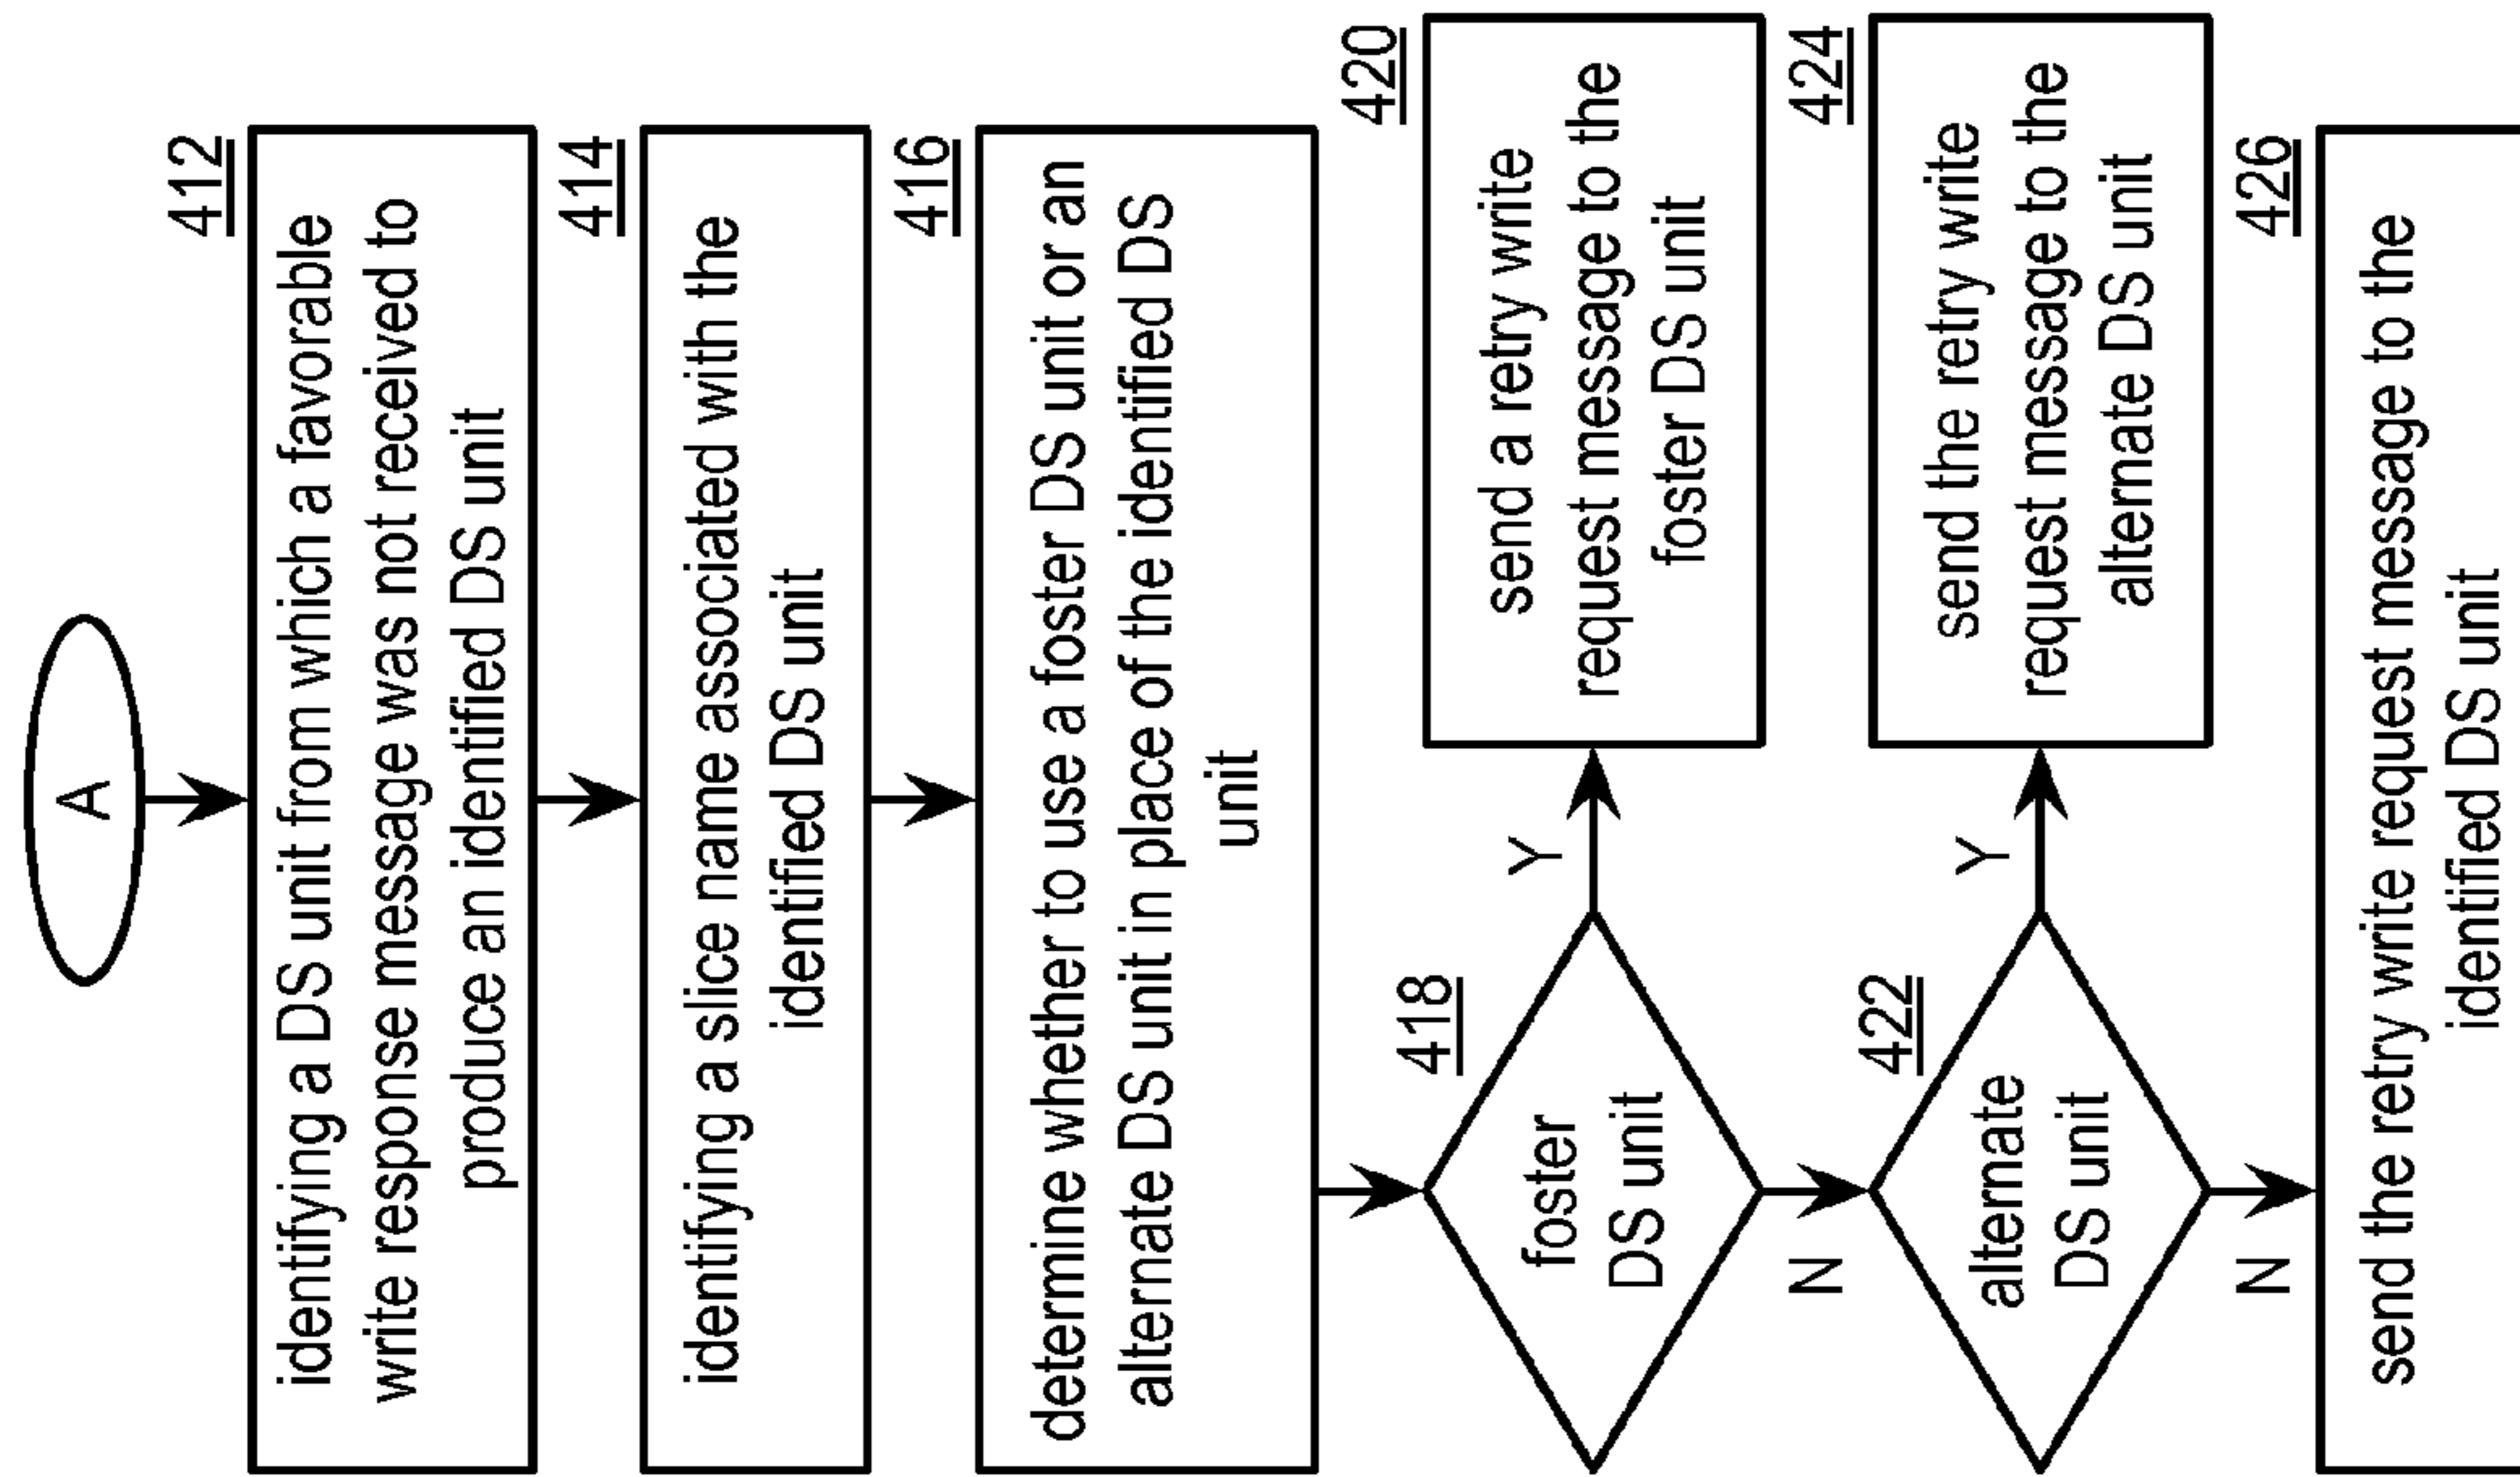 A
412
identifying a DS unit from which a favorable
write response message was not received to
produce an identified DS unit
414
identifying a slice name associated with the
identified DS unit
416
determine whether to use a foster DS unit or an
alternate DS unit in place of the identified DS
unit
418
foster
DS unit
Y
N
420
send a retry write
request message to the
foster DS unit
422
alternate
DS unit
Y
N
424
send the retry write
request message to the
alternate DS unit
426
send the retry write request message to the
identified DS unit